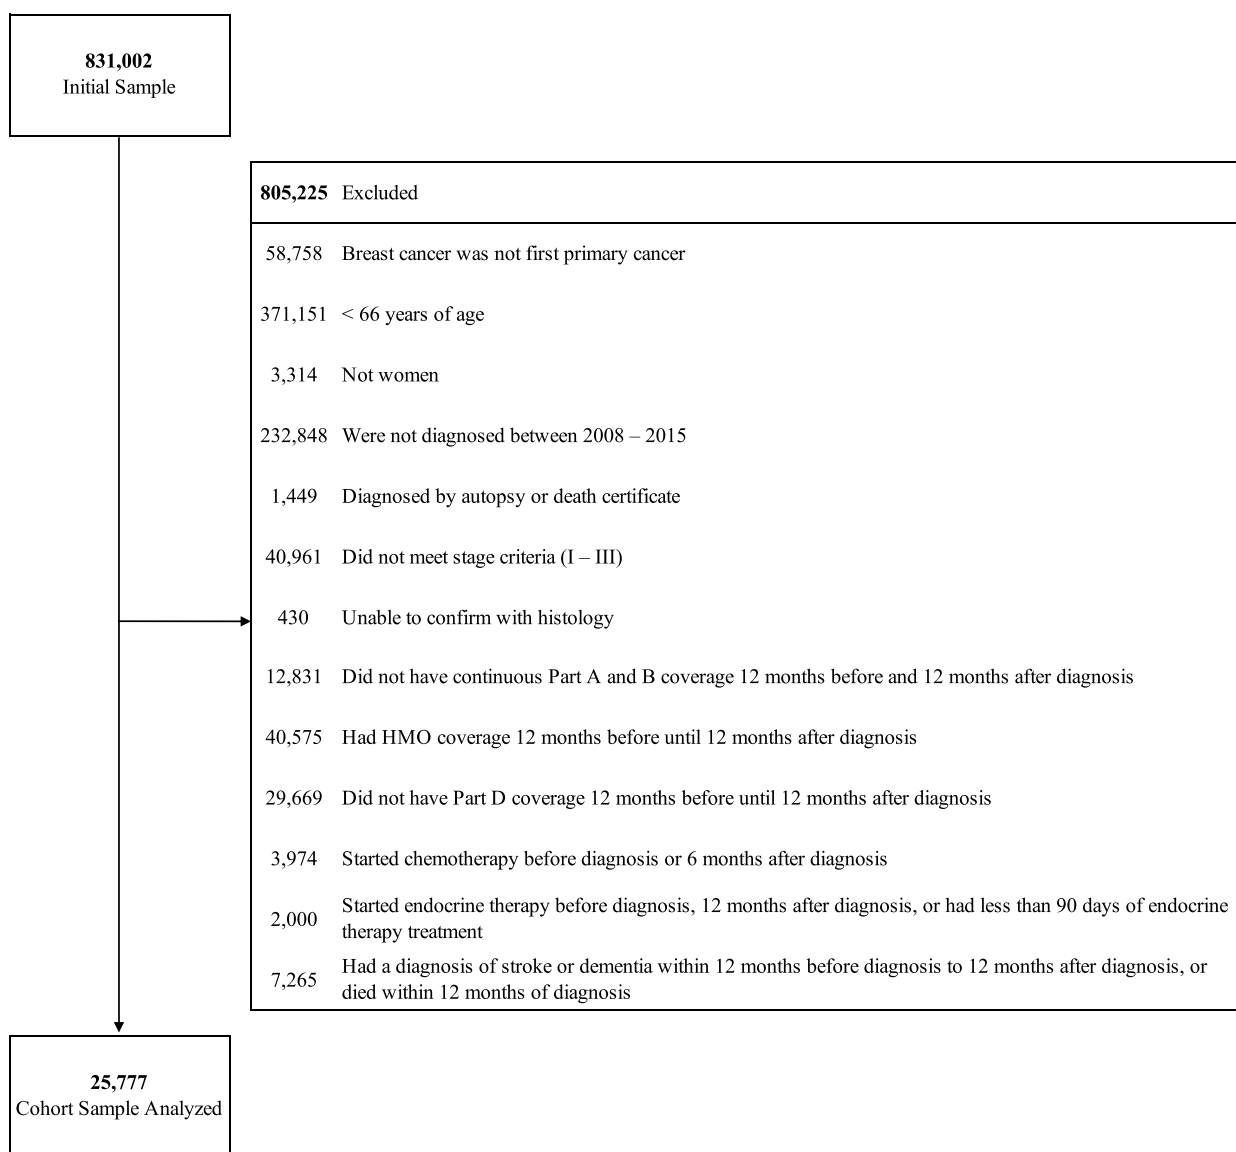 831,002
Initial Sample
805,225 Excluded
58,758 Breast cancer was not first primary cancer
371,151 < 66 years of age
3,314 Not women
232,848 Were not diagnosed between 2008 – 2015
1,449 Diagnosed by autopsy or death certificate
40,961 Did not meet stage criteria (I – III)
430 Unable to confirm with histology
12,831 Did not have continuous Part A and B coverage 12 months before and 12 months after diagnosis
40,575 Had HMO coverage 12 months before until 12 months after diagnosis
29,669 Did not have Part D coverage 12 months before until 12 months after diagnosis
3,974 Started chemotherapy before diagnosis or 6 months after diagnosis
2,000 Started endocrine therapy before diagnosis, 12 months after diagnosis, or had less than 90 days of endocrine
therapy treatment
7,265 Had a diagnosis of stroke or dementia within 12 months before diagnosis to 12 months after diagnosis, or
died within 12 months of diagnosis
25,777
Cohort Sample Analyzed